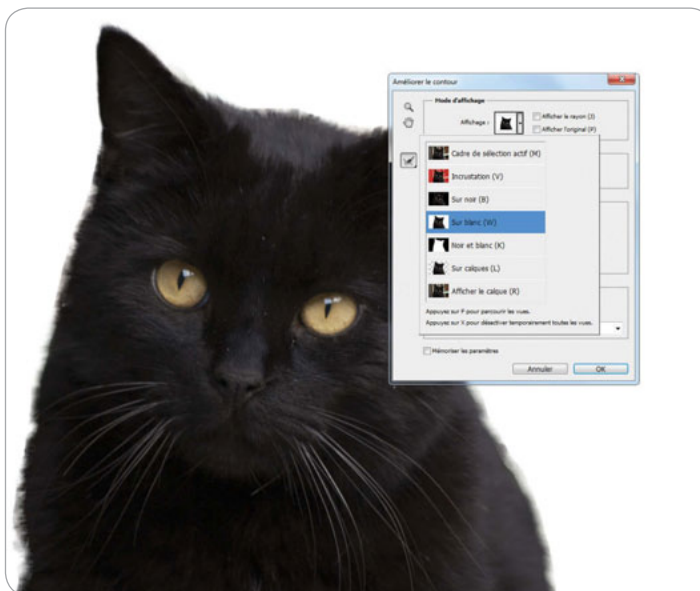 Améliorer le contour
Mode d'affichage
Affichage :
Afficher le rayon (J)
Afficher l'original (P)
Cadre de sélection actif (M)
Incrustation (V)
Sur noir (B)
Sur blanc (W)
Noir et blanc (K)
Sur calques (L)
Afficher le calque (R)
Appuyez sur F pour parcourir les vues.
Appuyez sur X pour désactiver temporairement toutes les vues.
Mémoriser les paramètres
Annuler
OK